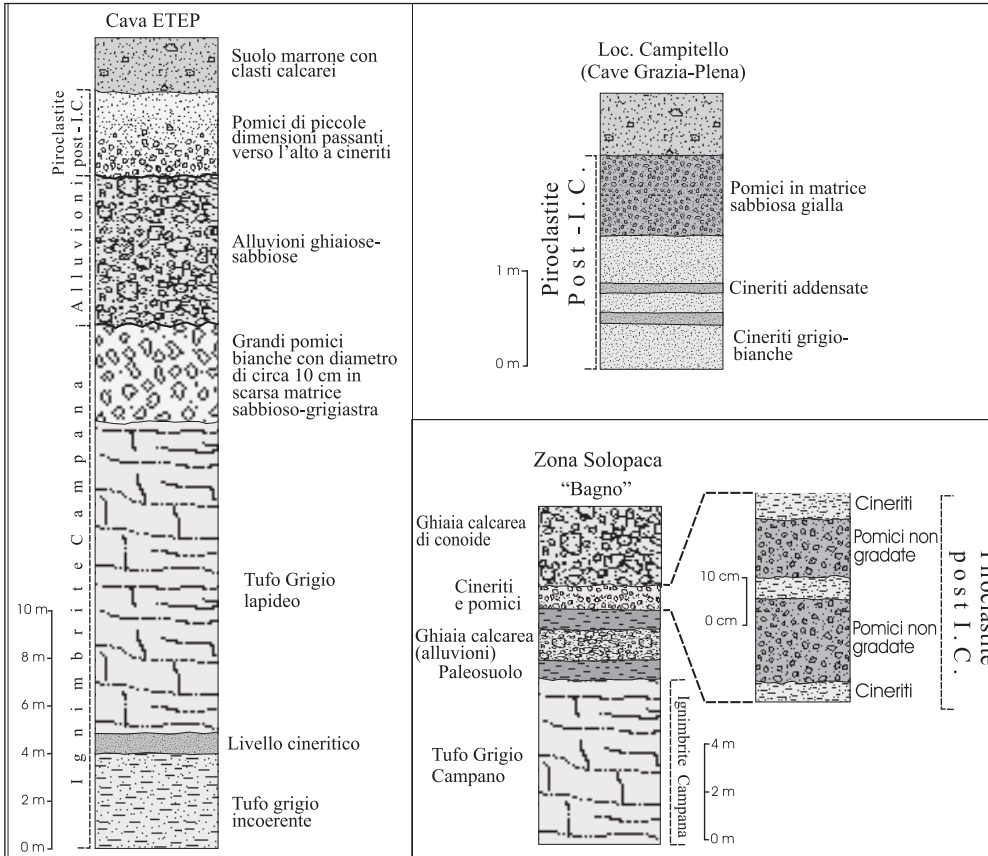 Cava ETEP
Suolo marrone con
clasti calcarei
Pomici di piccole
dimensioni passanti
verso l'alto a cineriti
Alluvioni ghiaiose-
sabbiose
Grandi pomici
bianche con diametro
di circa 10 cm in
scarsa matrice
sabbioso-grigiastra
Tufo Grigio
lapideo
Livello cineritico
Tufo grigio
incoerente
Piroclastite
post-I.C.
Alluvioni
Ignimbrite Campana
10 m
8 m
6 m
4 m
2 m
0 m
Loc. Campitello
(Cave Grazia-Plena)
Pomici in matrice
sabbiosa gialla
Cineriti addensate
Cineriti grigio-
bianche
Piroclastite
Post-I.C.
1 m
0 m
Zona Solopaca
“Bagno”
Ghiaia calcarea
di conoide
Cineriti
e pomici
Ghiaia calcarea
(alluvioni)
Paleosuolo
Tufo Grigio
Campano
Ignimbrite Campana
4 m
2 m
0 m
10 cm
0 cm
Cineriti
Pomici non
gradate
Pomici non
gradate
Cineriti
post I.C.